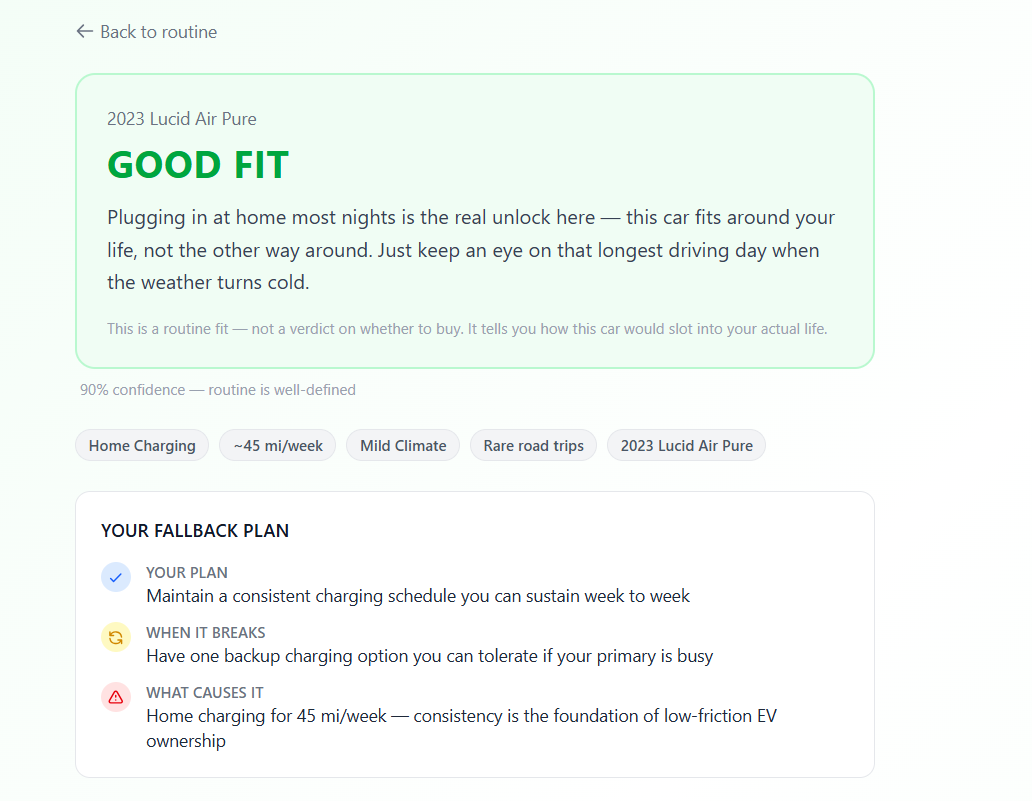 ← Back to routine
2023 Lucid Air Pure
GOOD FIT
Plugging in at home most nights is the real unlock here — this car fits around your
life, not the other way around. Just keep an eye on that longest driving day when
the weather turns cold.
This is a routine fit — not a verdict on whether to buy. It tells you how this car would slot into your actual life.
90% confidence — routine is well-defined
Home Charging
~45 mi/week
Mild Climate
Rare road trips
2023 Lucid Air Pure
YOUR FALLBACK PLAN
YOUR PLAN
Maintain a consistent charging schedule you can sustain week to week
WHEN IT BREAKS
Have one backup charging option you can tolerate if your primary is busy
WHAT CAUSES IT
Home charging for 45 mi/week — consistency is the foundation of low-friction EV
ownership